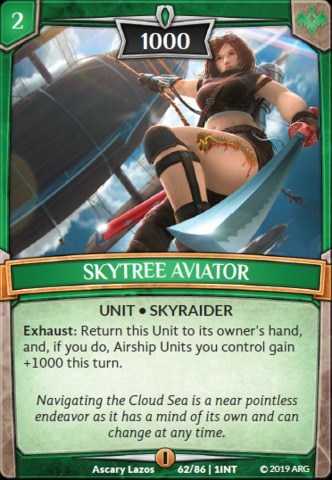 2
1000
SKYTREE AVIATOR
UNIT • SKYRAIDER
Exhaust: Return this Unit to its owner's hand,
and, if you do, Airship Units you control gain
+1000 this turn.
Navigating the Cloud Sea is a near pointless
endeavor as it has a mind of its own and can
change at any time.
I
Ascary Lazos 62/86 | 1INT © 2019 ARG